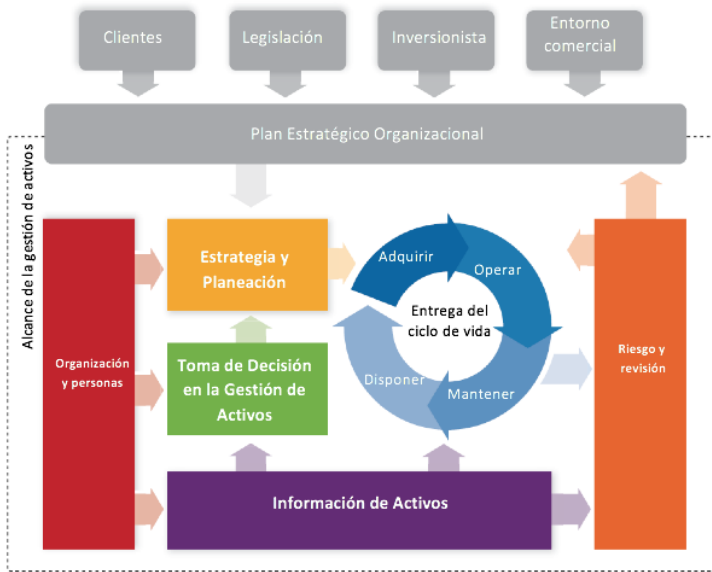 Clientes
Legislación
Inversionista
Entorno
comercial
Plan Estratégico Organizacional
Alcance de la gestión de activos
Organización
y personas
Estrategia y
Planeación
Toma de Decisión
en la Gestión de
Activos
Adquirir
Operar
Entrega del
ciclo de vida
Disponer
Mantener
Riesgo y
revisión
Información de Activos